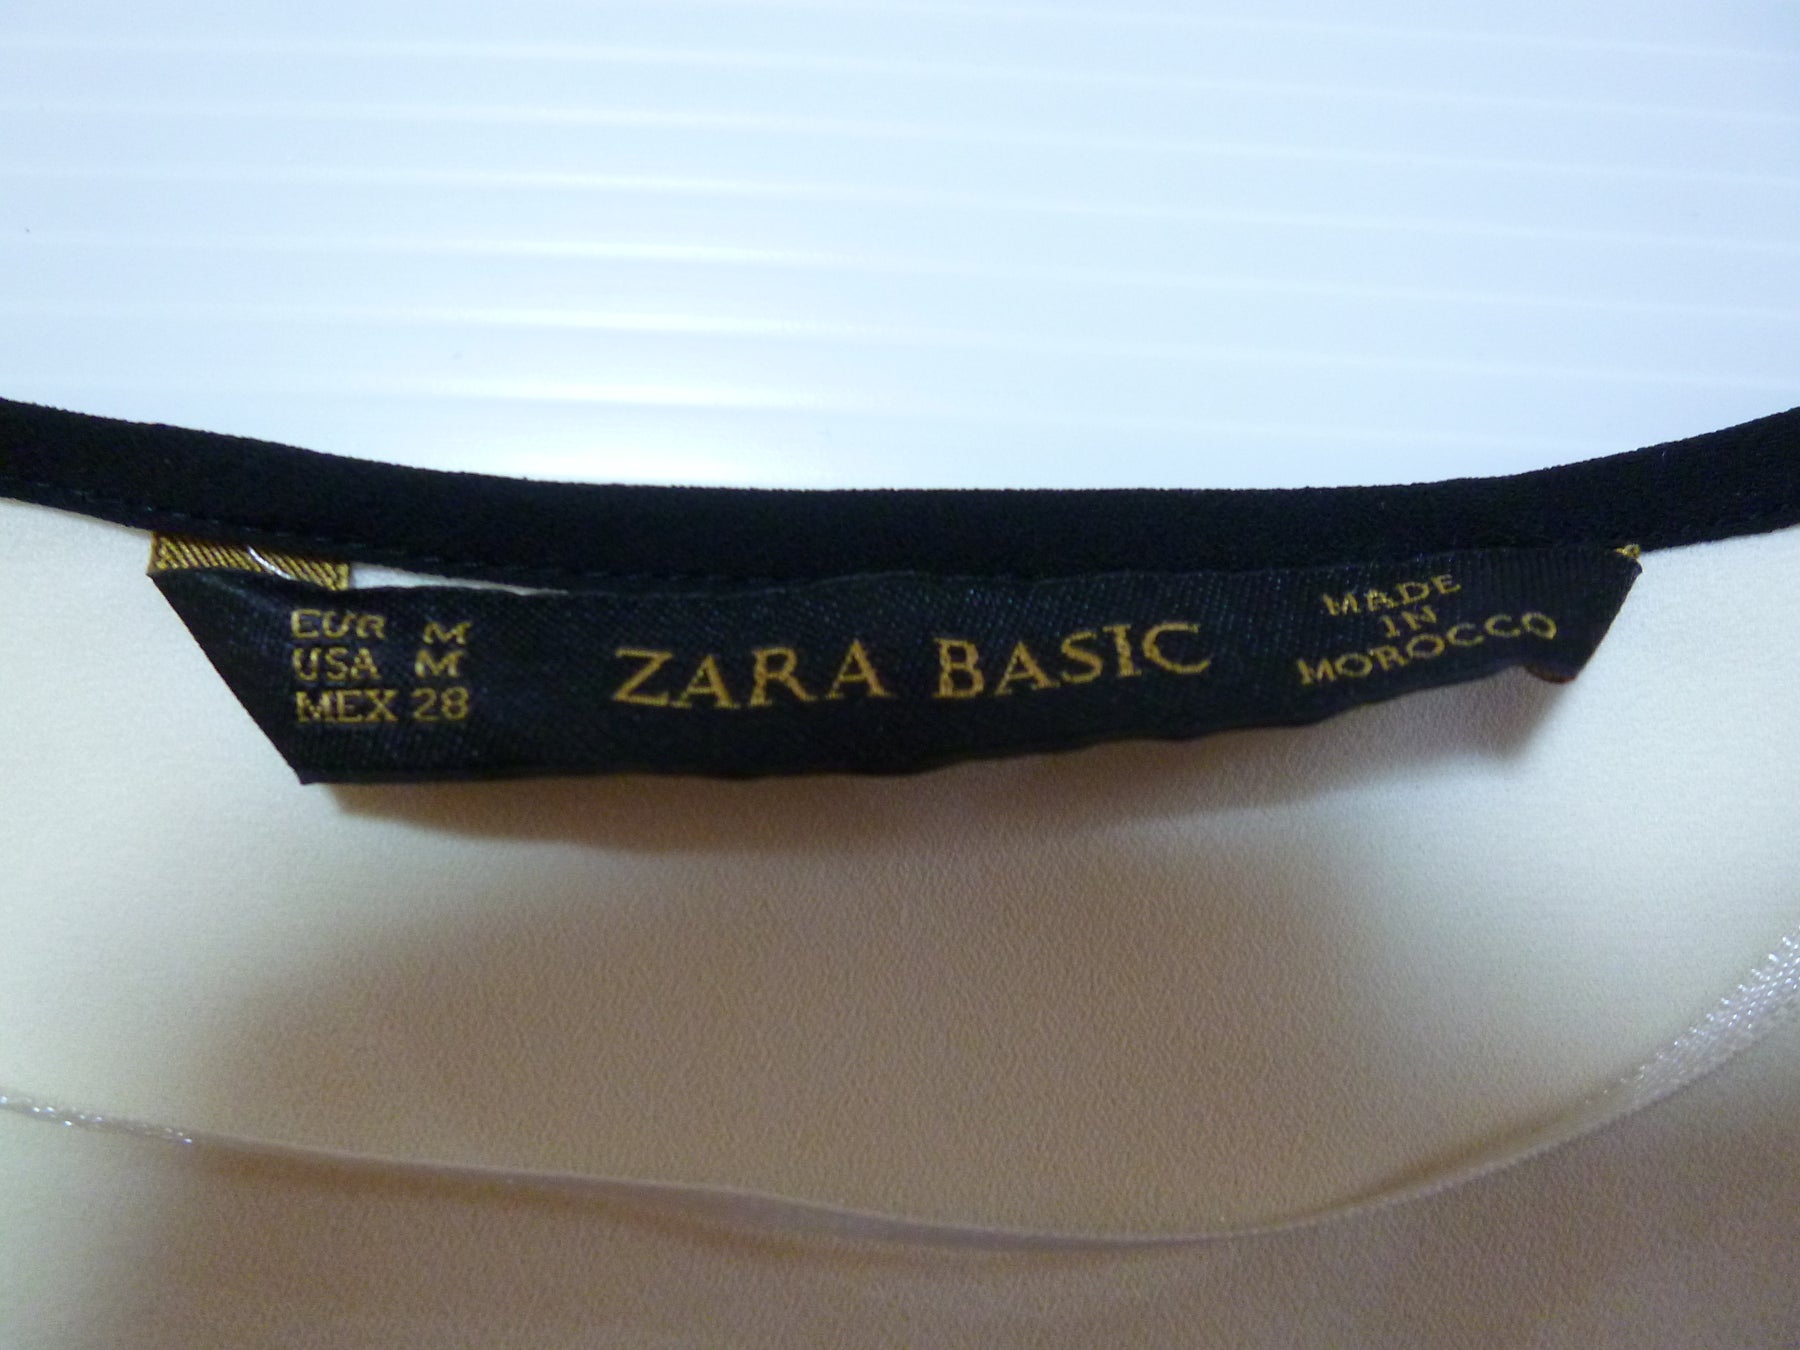 EUR M
USA M
MEX 28
ZARA BASIC
MADE
IN
MOROCCO